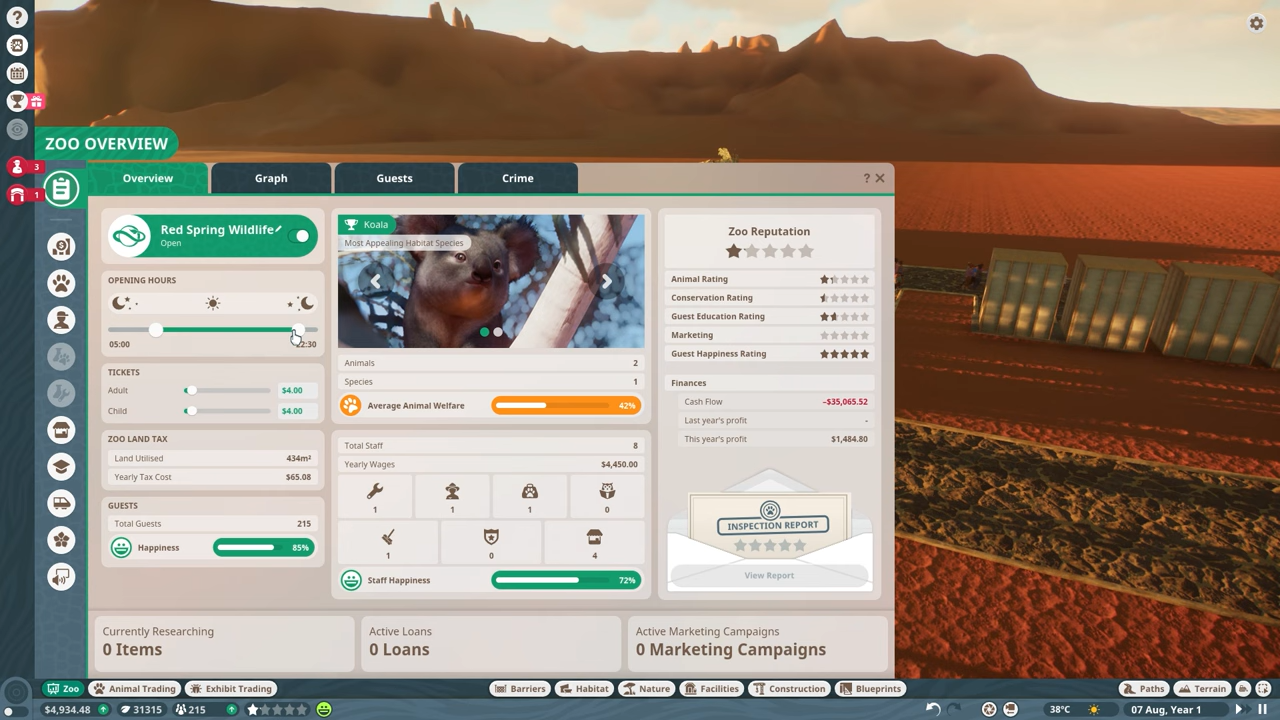 ?
3
1
ZOO OVERVIEW
Overview
Graph
Guests
Crime
?
Red Spring Wildlife
Open
OPENING HOURS
05:00
22:30
TICKETS
Adult
$4.00
Child
$4.00
ZOO LAND TAX
Land Utilised
434m²
Yearly Tax Cost
$65.08
GUESTS
Total Guests
215
Happiness
85%
Koala
Most Appealing Habitat Species
Animals
2
Species
1
Average Animal Welfare
42%
Total Staff
8
Yearly Wages
$4,450.00
1
1
1
0
1
0
4
Staff Happiness
72%
Zoo Reputation
Animal Rating
Conservation Rating
Guest Education Rating
Marketing
Guest Happiness Rating
Finances
Cash Flow
–$35,065.52
Last year's profit
-
This year's profit
$1,484.80
INSPECTION REPORT
View Report
Currently Researching
0 Items
Active Loans
0 Loans
Active Marketing Campaigns
0 Marketing Campaigns
Zoo
Animal Trading
Exhibit Trading
Barriers
Habitat
Nature
Facilities
Construction
Blueprints
Paths
Terrain
$4,934.48
31315
215
38°C
07 Aug, Year 1